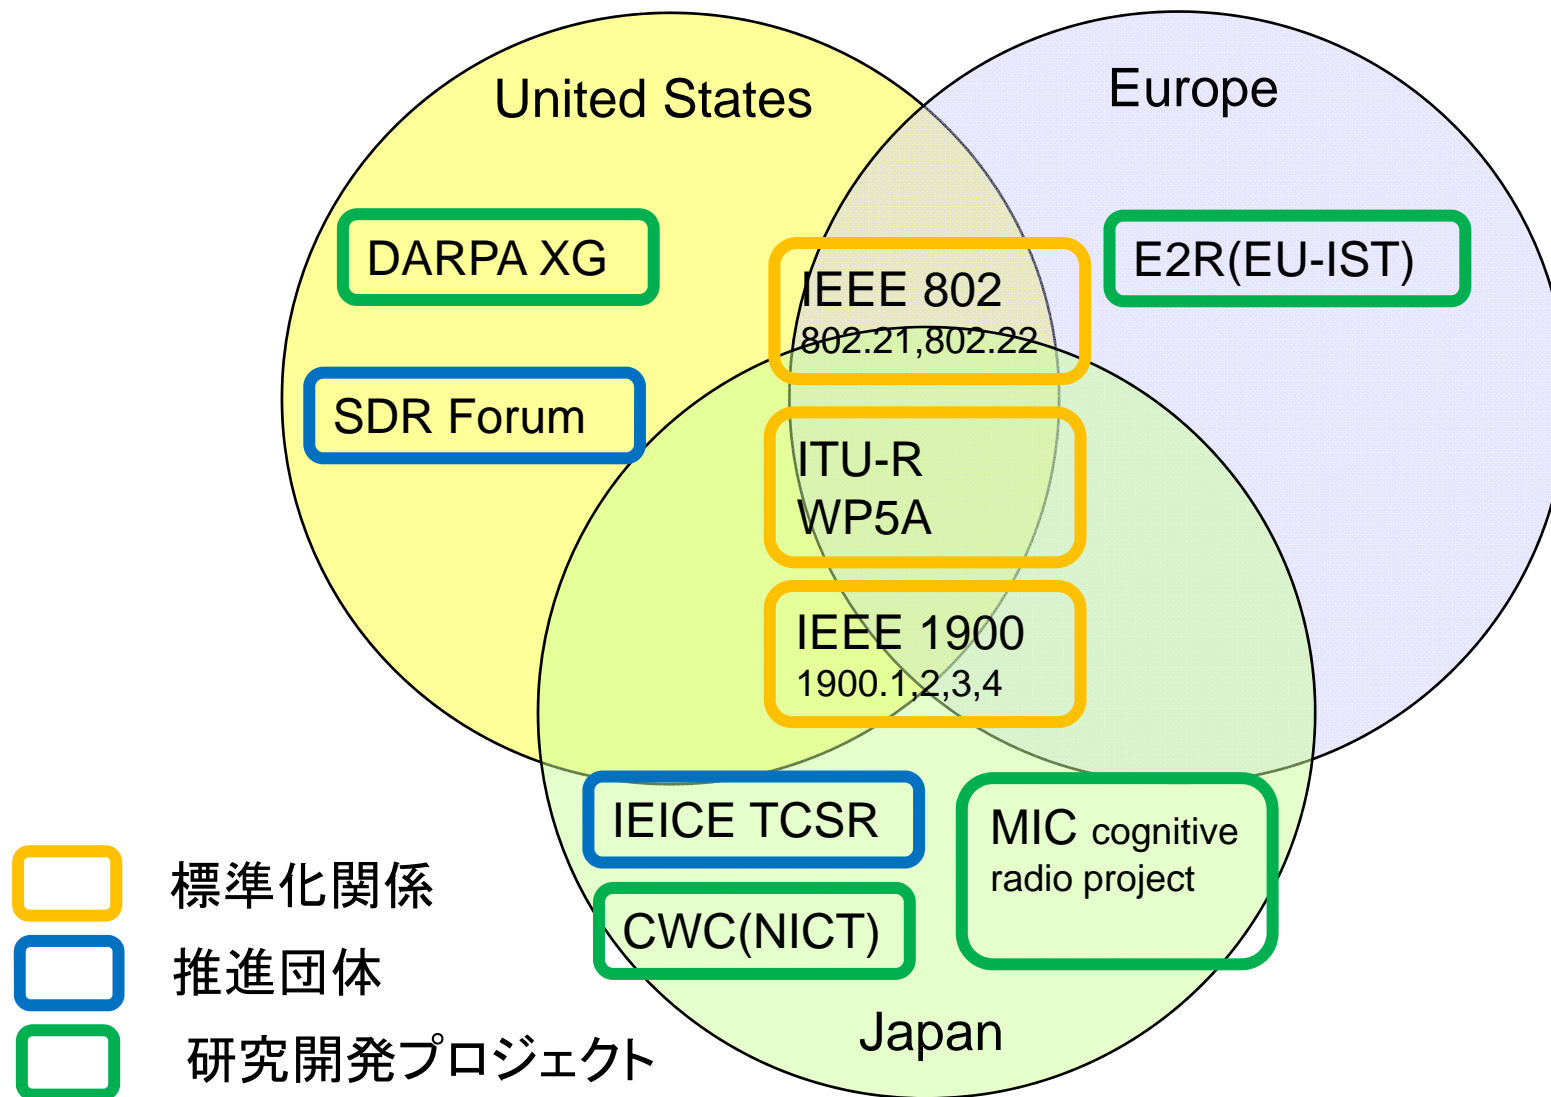 United States
Europe
DARPA XG
E2R(EU-IST)
IEEE 802
802.21,802.22
SDR Forum
ITU-R
WP5A
IEEE 1900
1900.1,2,3,4
IEICE TCSR
MIC cognitive
radio project
CWC(NICT)
Japan
標準化関係
推進団体
研究開発プロジェクト